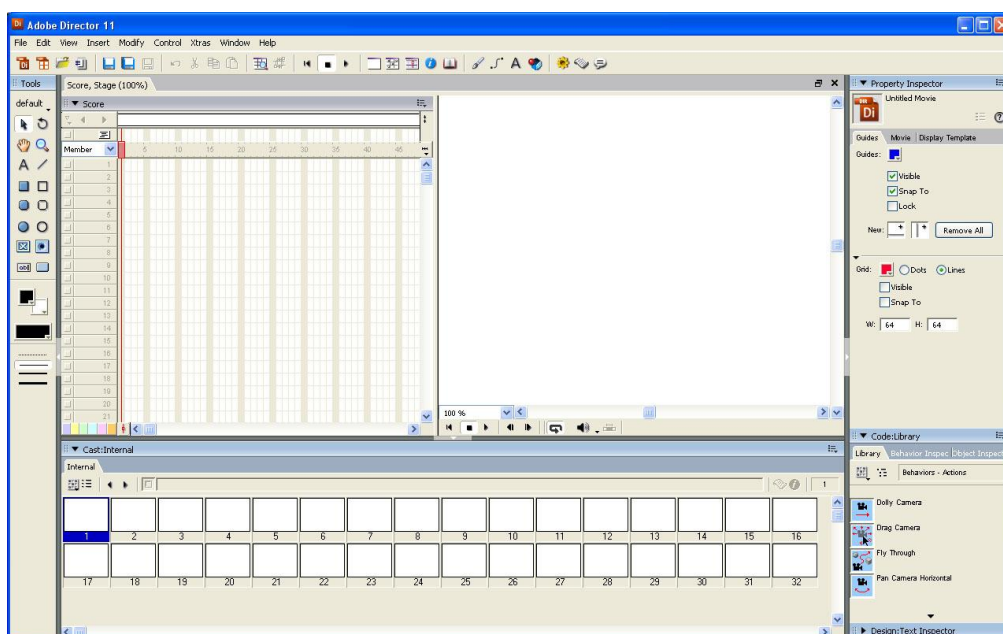 Di Adobe Director 11
File Edit View Insert Modify Control Xtras Window Help
Tools
default
Score, Stage (100%)
Score
Member
5 10 15 20 25 30 35 40 45
1
2
3
4
5
6
7
8
9
10
11
12
13
14
15
16
17
18
19
20
21
100 %
Property Inspector
Di
Untitled Movie
Guides Movie Display Template
Guides:
Visible
Snap To
Lock
New: Remove All
Grid: Dots Lines
Visible
Snap To
W: 64 H: 64
Cast:Internal
Internal
1
1 2 3 4 5 6 7 8 9 10 11 12 13 14 15 16
17 18 19 20 21 22 23 24 25 26 27 28 29 30 31 32
Code:Library
Library Behavior Inspec Object Inspect
Behaviors - Actions
Dolly Camera
Drag Camera
Fly Through
Pan Camera Horizontal
Design:Text Inspector